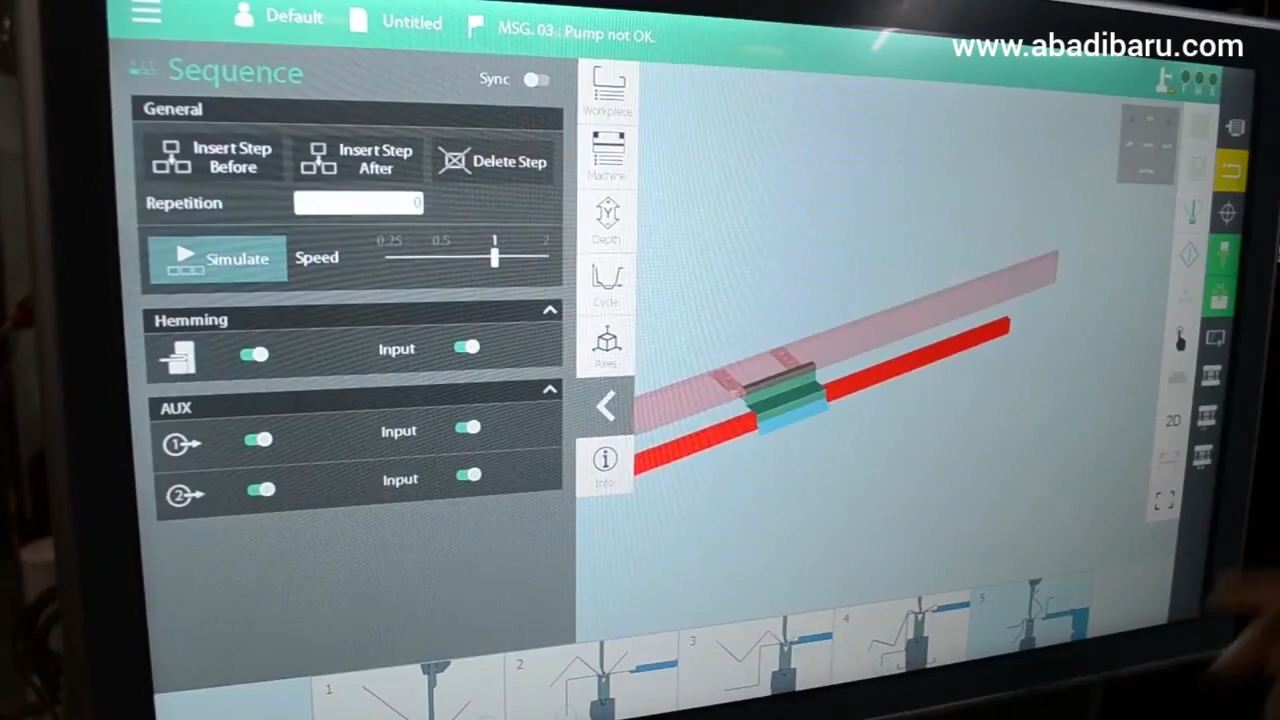 Default
Untitled
MSG. 03 : Pump not OK.
www.abadibaru.com
Sequence
Sync
General
Insert Step
Before
Insert Step
After
Delete Step
Repetition
0
Simulate
Speed
0.25
0.5
1
2
Hemming
Input
AUX
1
Input
2
Input
Workpiece
Machine
Y
Depth
Cycle
Axes
i
Info
2D
1
2
3
4
5